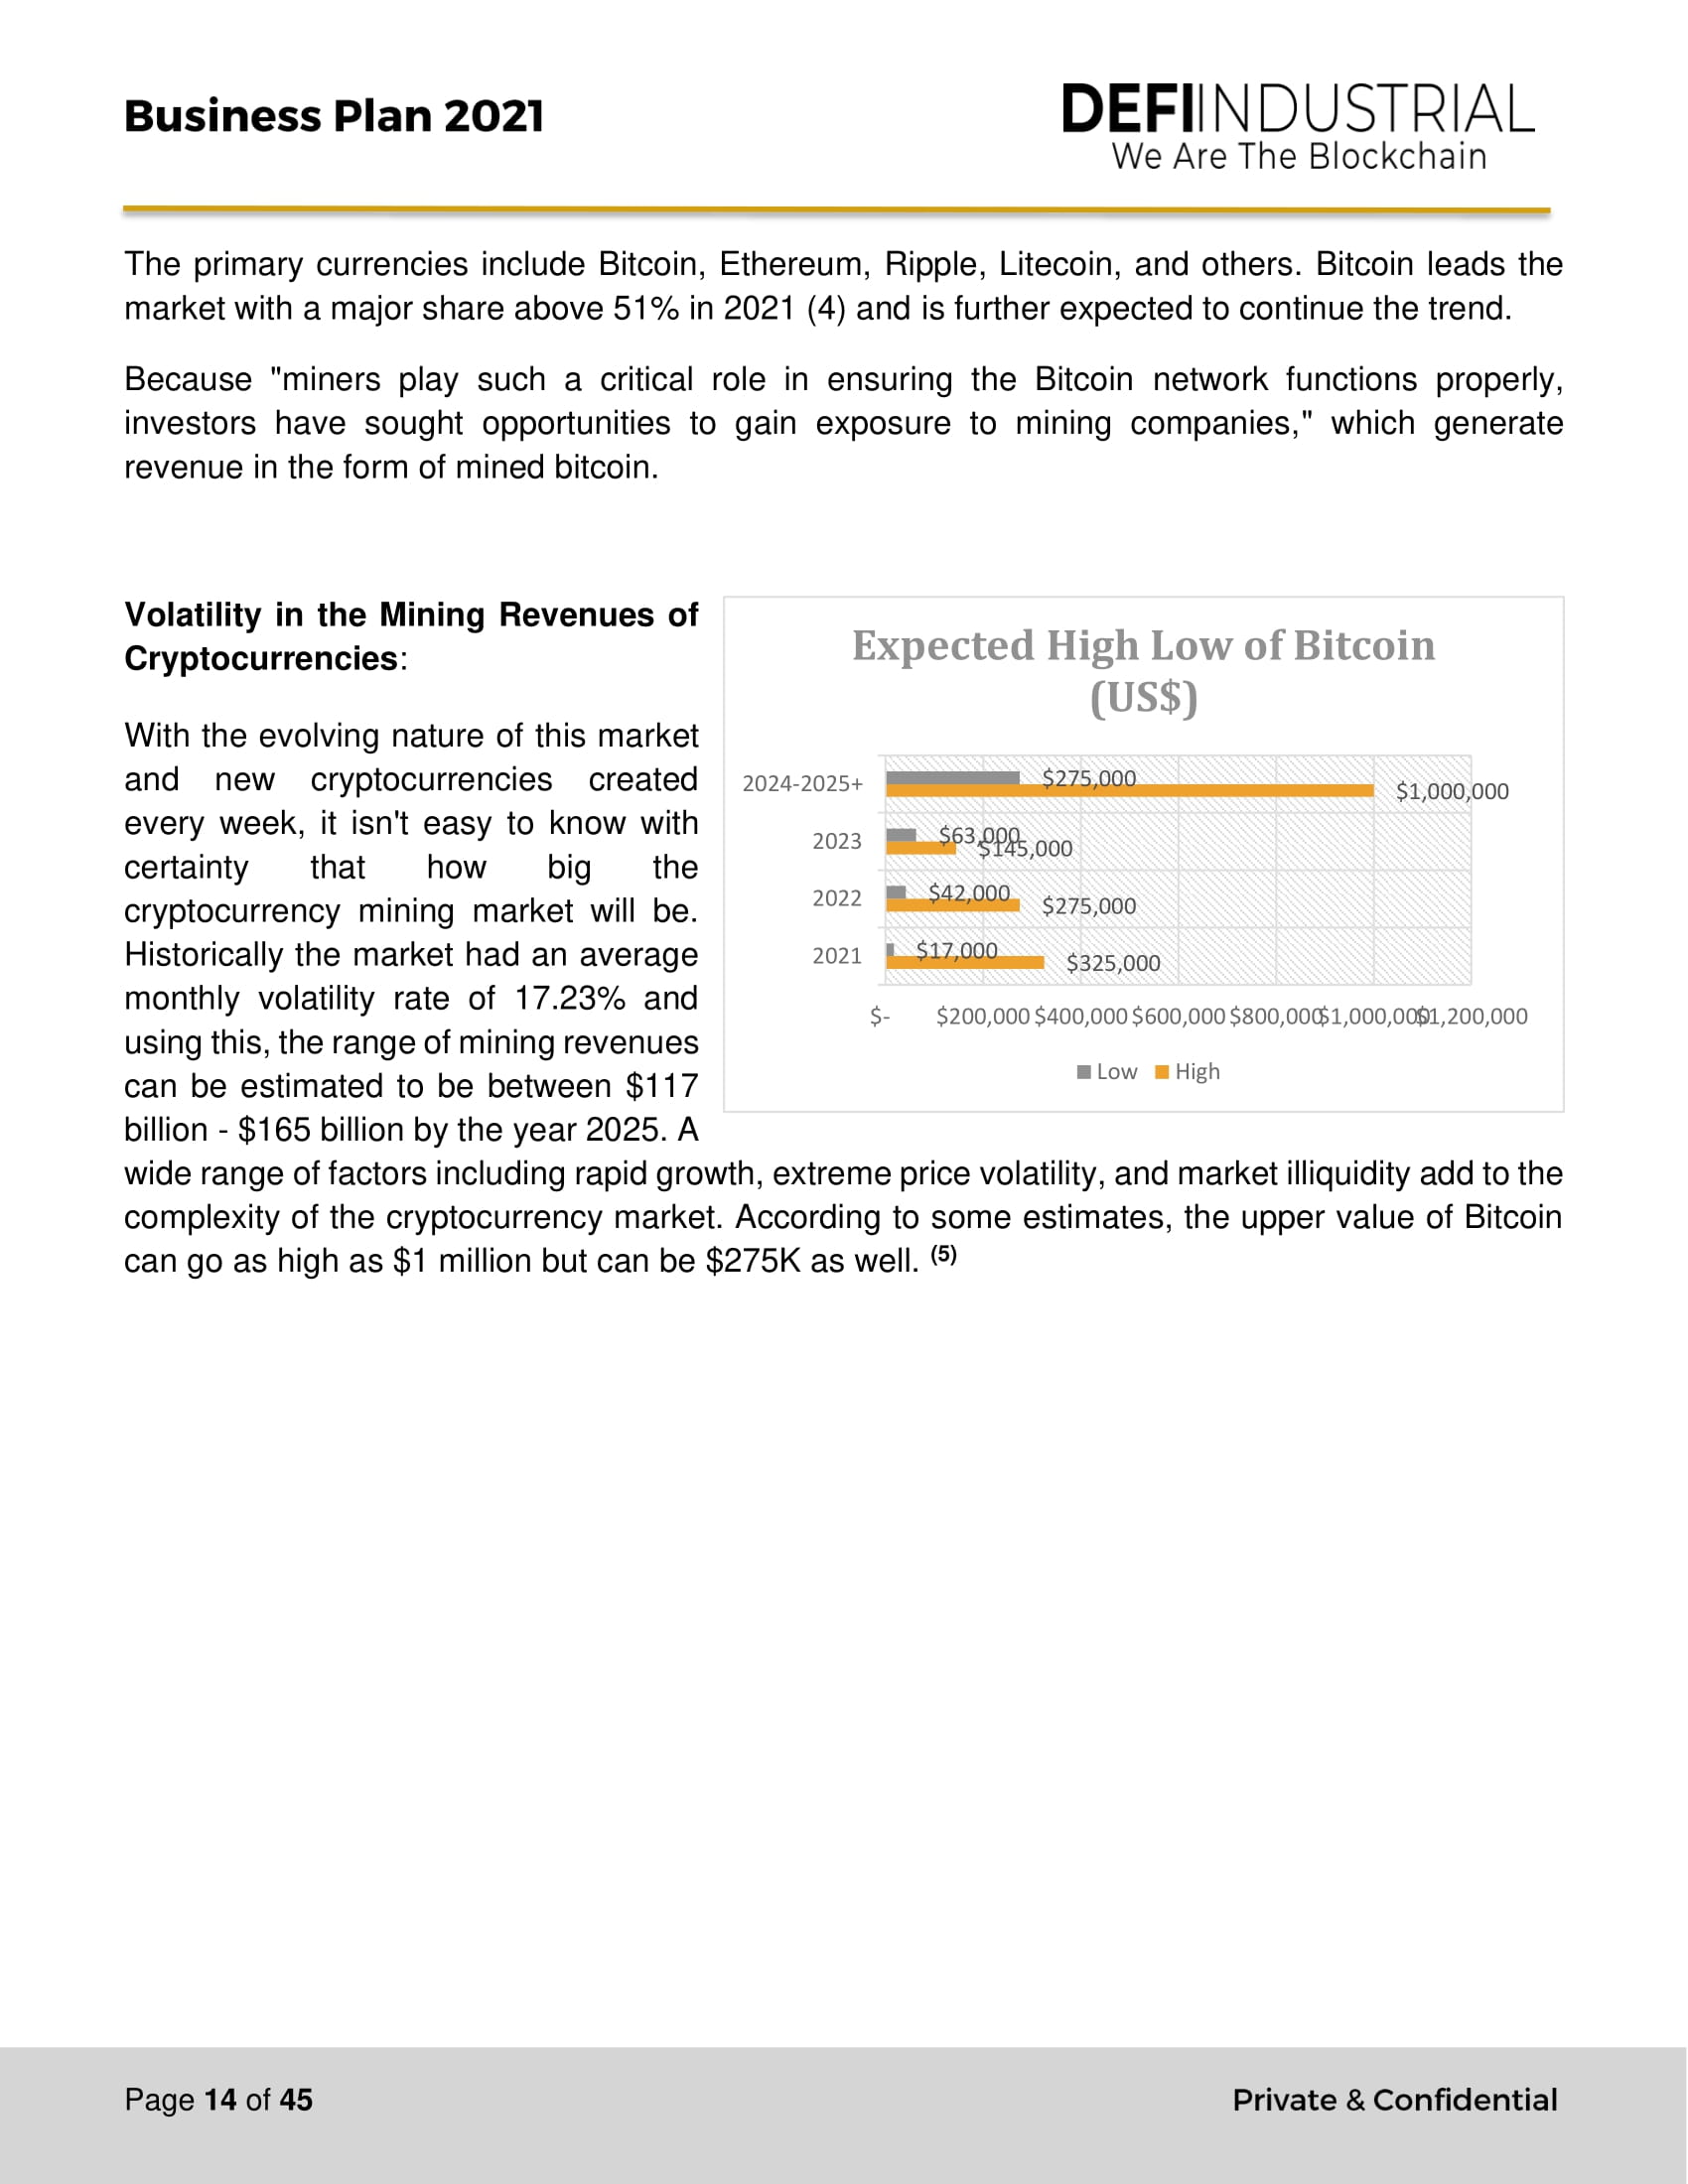 Business Plan 2021
DEFIINDUSTRIAL
We Are The Blockchain
The primary currencies include Bitcoin, Ethereum, Ripple, Litecoin, and others. Bitcoin leads the
market with a major share above 51% in 2021 (4) and is further expected to continue the trend.
Because "miners play such a critical role in ensuring the Bitcoin network functions properly,
investors have sought opportunities to gain exposure to mining companies," which generate
revenue in the form of mined bitcoin.
Volatility in the Mining Revenues of
Cryptocurrencies:
With the evolving nature of this market
and new cryptocurrencies created
every week, it isn't easy to know with
certainty that how big the
cryptocurrency mining market will be.
Historically the market had an average
monthly volatility rate of 17.23% and
using this, the range of mining revenues
can be estimated to be between $117
billion - $165 billion by the year 2025. A
wide range of factors including rapid growth, extreme price volatility, and market illiquidity add to the
complexity of the cryptocurrency market. According to some estimates, the upper value of Bitcoin
can go as high as $1 million but can be $275K as well. (5)
Expected High Low of Bitcoin
(US$)
2024-2025+ $275,000 $1,000,000
2023 $63,000 $145,000
2022 $42,000 $275,000
2021 $17,000 $325,000
$- $200,000 $400,000 $600,000 $800,000 $1,000,000 $1,200,000
Low High
Page 14 of 45
Private & Confidential